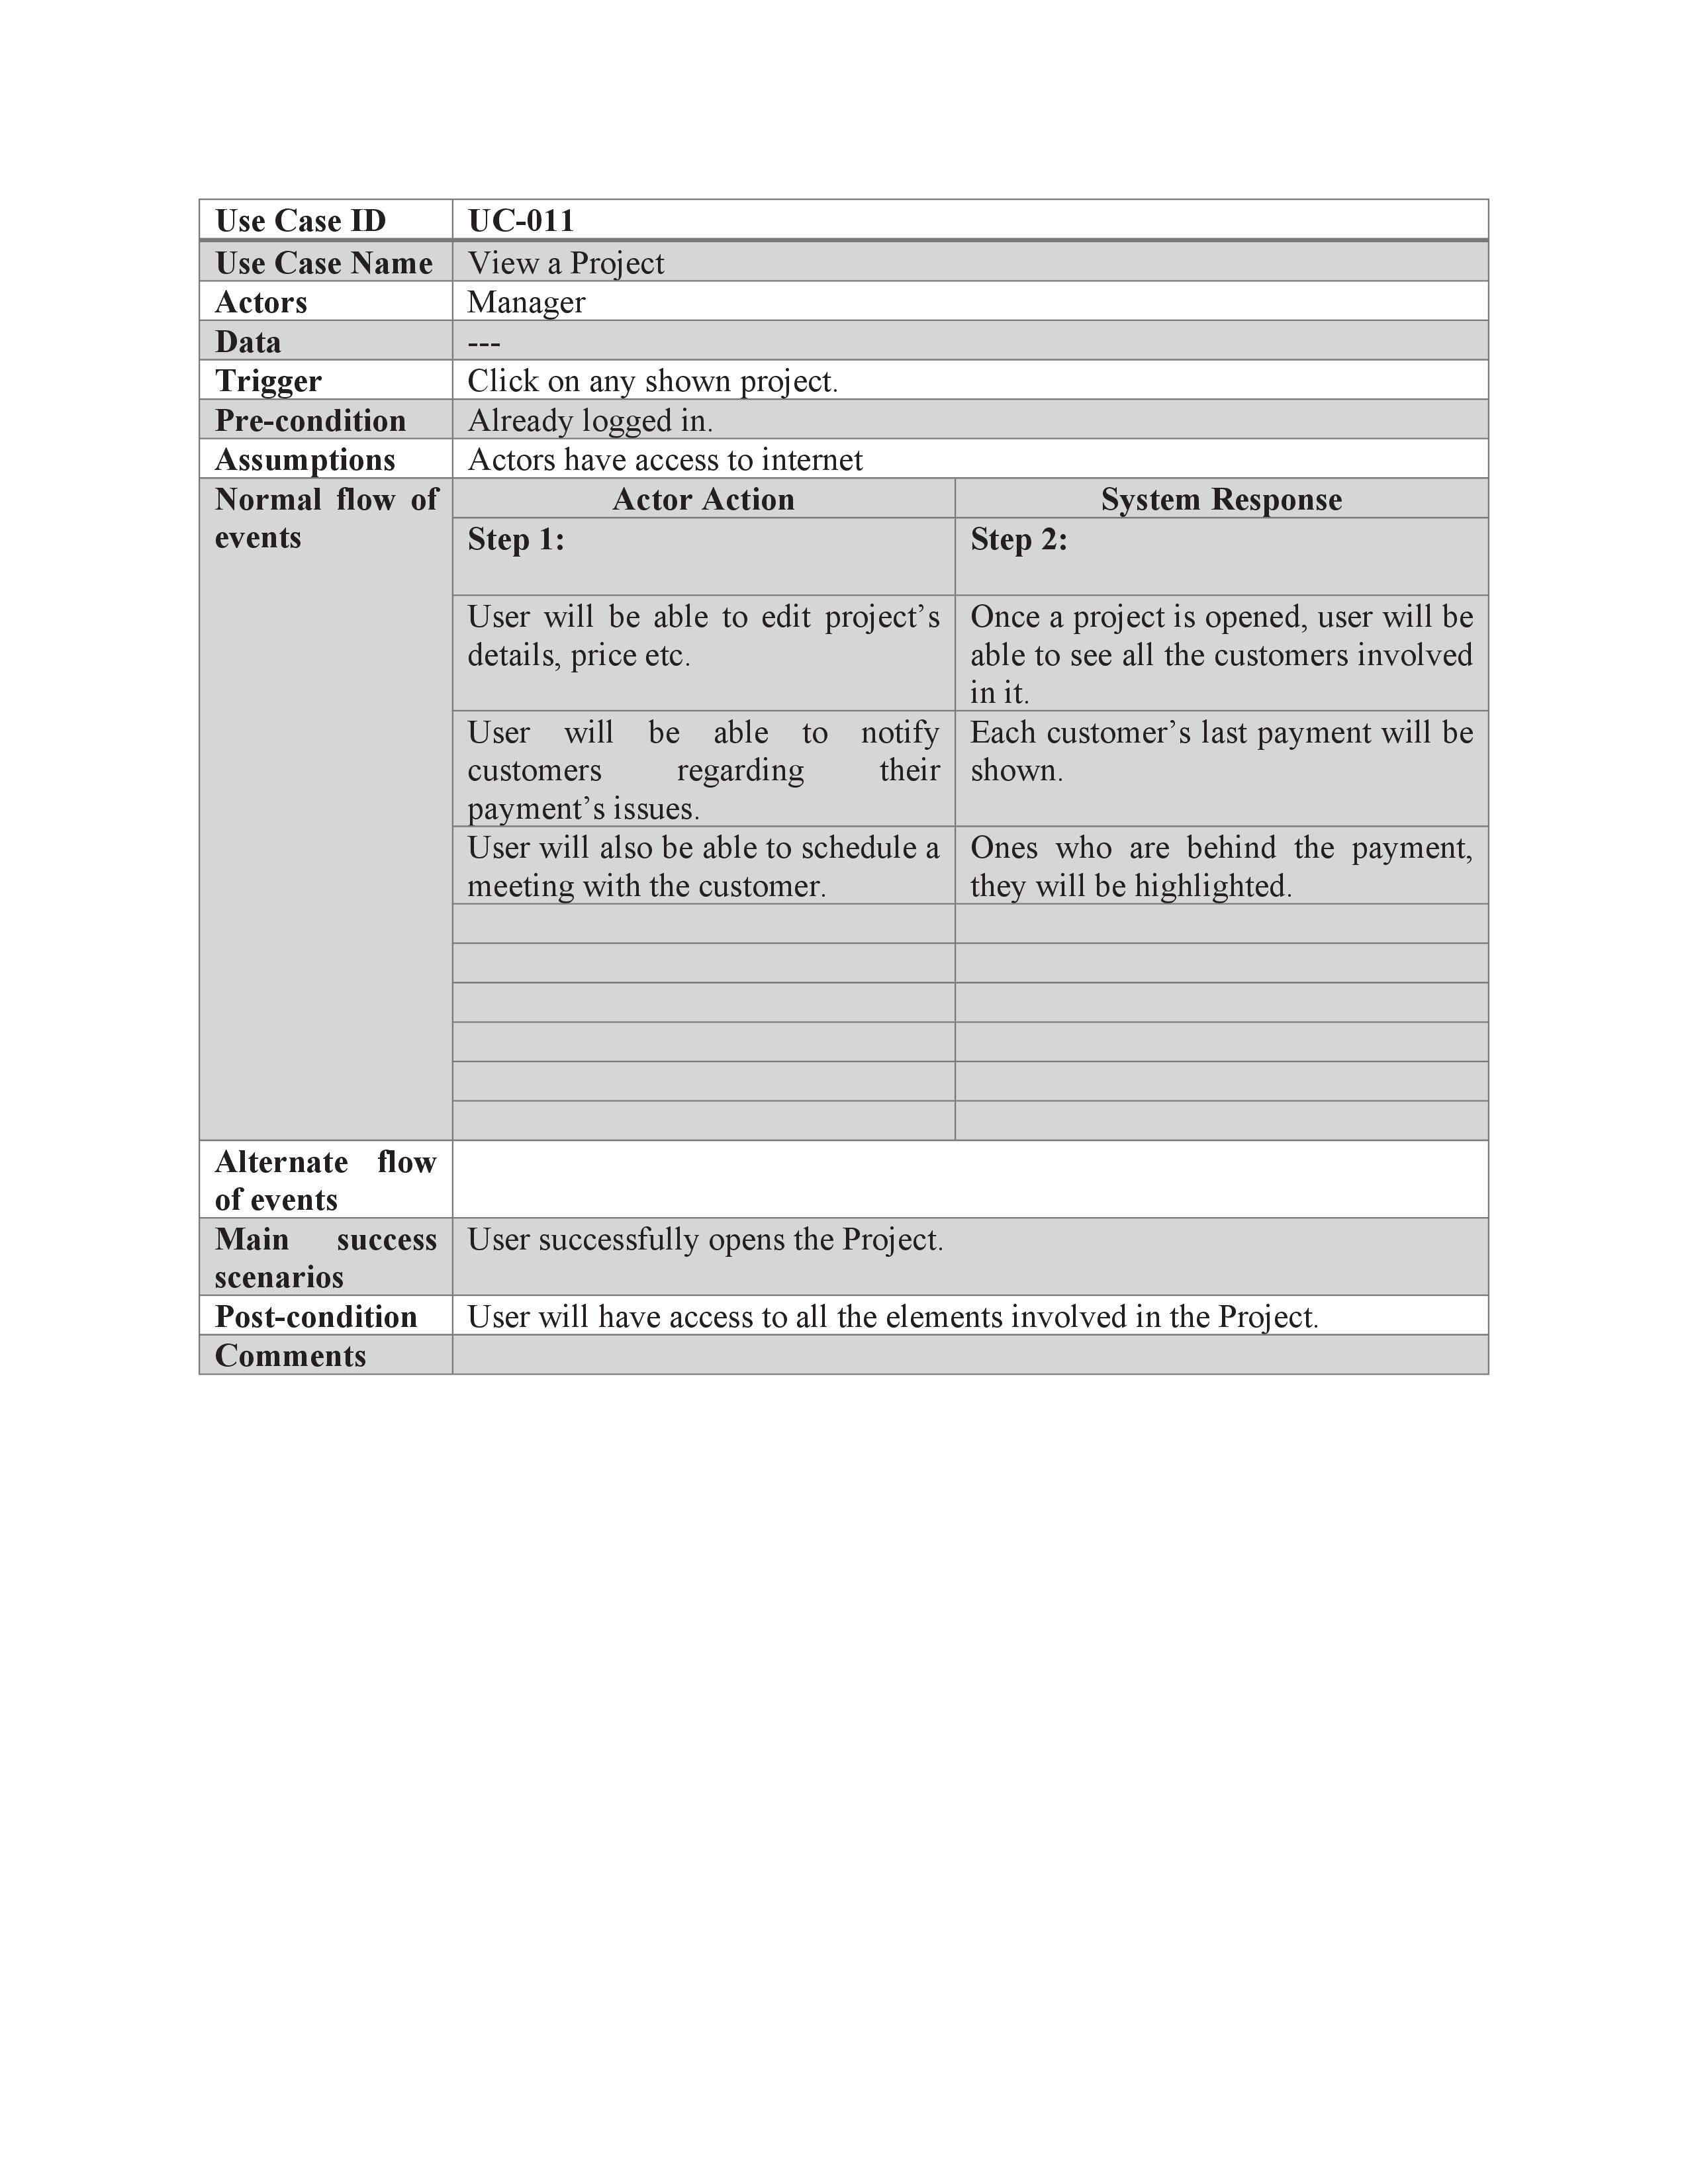 Use Case ID UC-011
Use Case Name View a Project
Actors Manager
Data ---
Trigger Click on any shown project.
Pre-condition Already logged in.
Assumptions Actors have access to internet
Normal flow of events
Actor Action System Response
Step 1: Step 2:
User will be able to edit project’s
details, price etc.
Once a project is opened, user will be
able to see all the customers involved
in it.
User will be able to notify
customers regarding their
payment’s issues.
Each customer’s last payment will be
shown.
User will also be able to schedule a
meeting with the customer.
Ones who are behind the payment,
they will be highlighted.
Alternate flow
of events
Main success
scenarios
User successfully opens the Project.
Post-condition User will have access to all the elements involved in the Project.
Comments